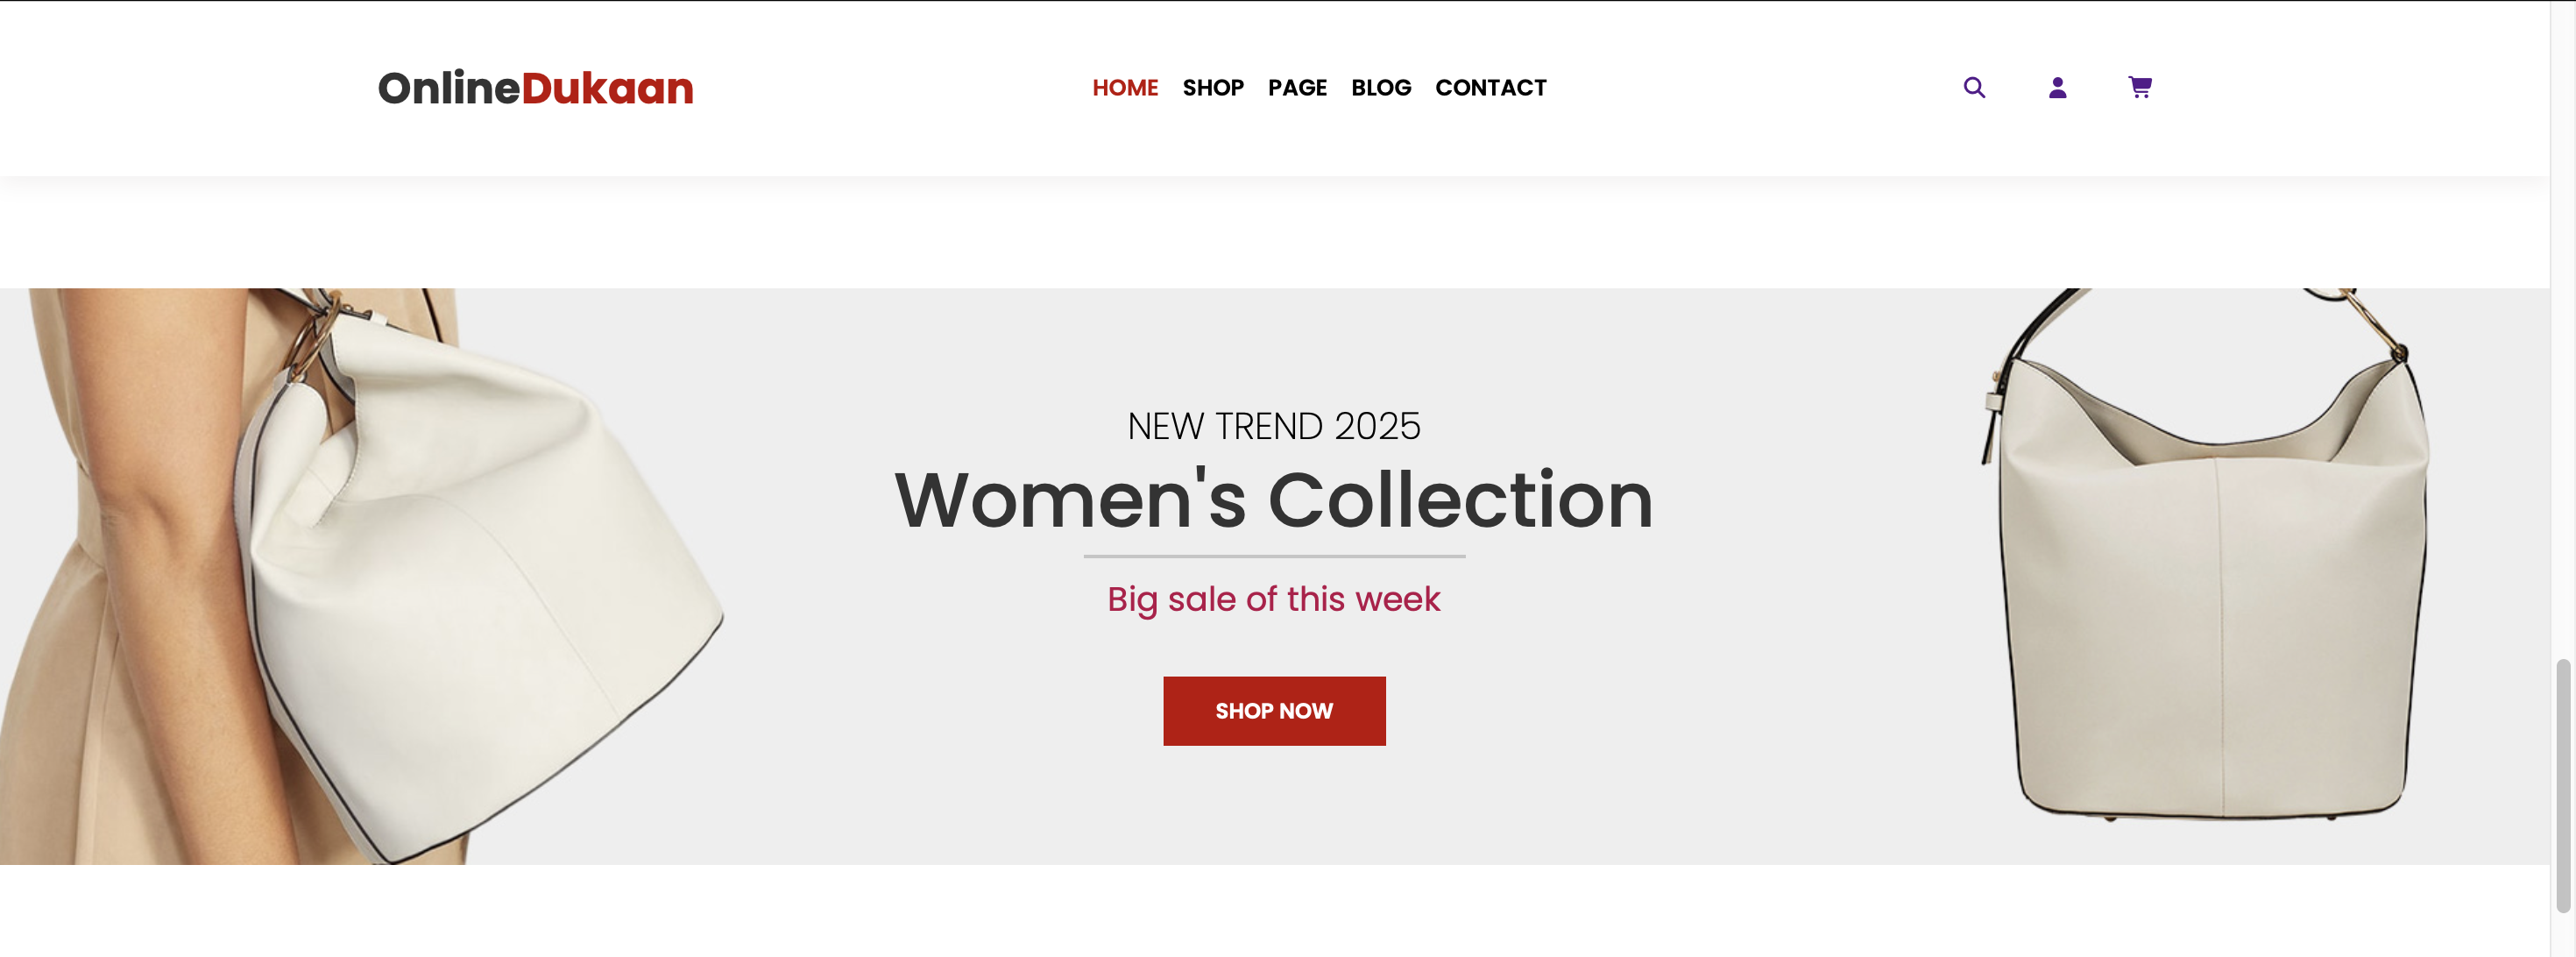 OnlineDukaan
HOME SHOP PAGE BLOG CONTACT
NEW TREND 2025
Women's Collection
Big sale of this week
SHOP NOW